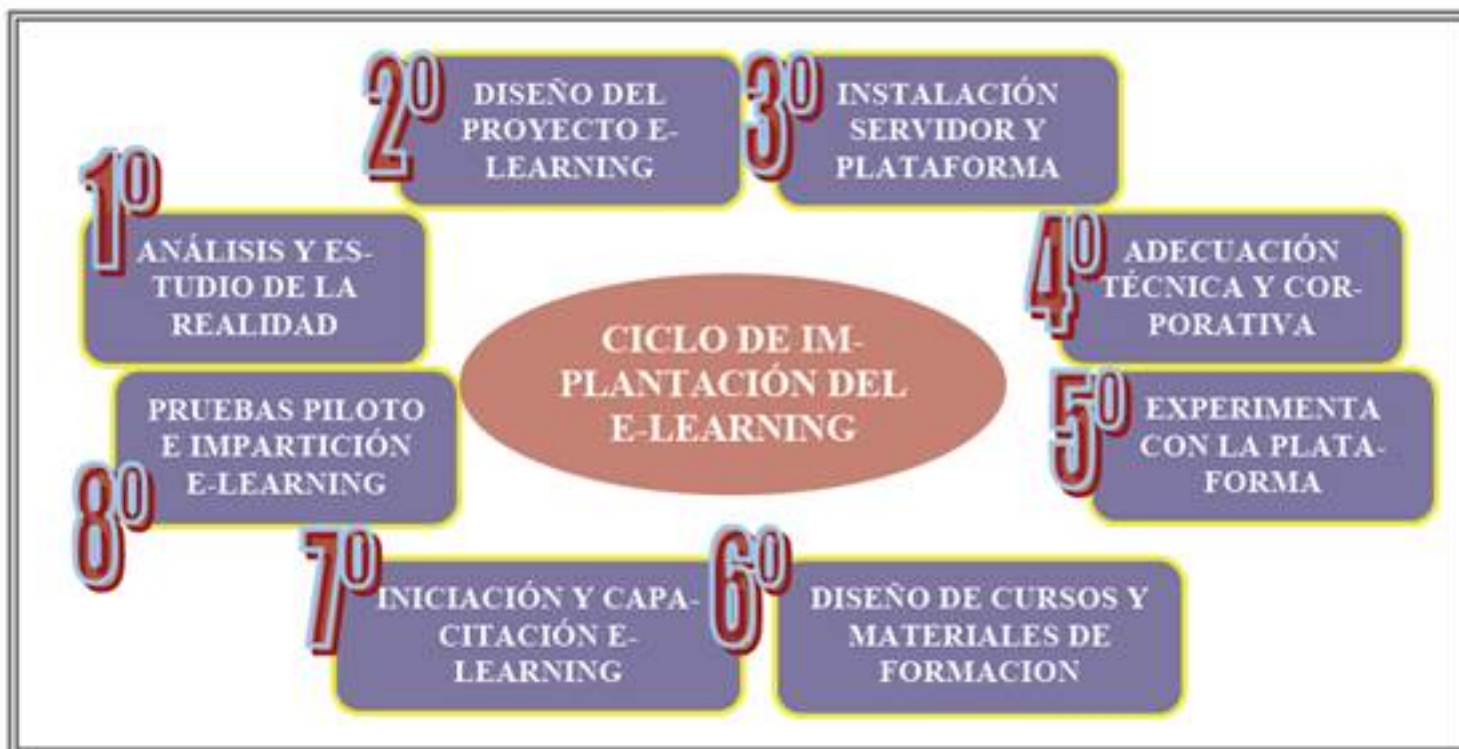 1º
ANÁLISIS Y ES-
TUDIO DE LA
REALIDAD
2º
DISEÑO DEL
PROYECTO E-
LEARNING
3º
INSTALACIÓN
SERVIDOR Y
PLATAFORMA
4º
ADECUACIÓN
TÉCNICA Y COR-
PORATIVA
5º
EXPERIMENTA
CON LA PLATA-
FORMA
6º
DISEÑO DE CURSOS Y
MATERIALES DE
FORMACION
7º
INICIACIÓN Y CAPA-
CITACIÓN E-
LEARNING
8º
PRUEBAS PILOTO
E IMPARTICIÓN
E-LEARNING
CICLO DE IM-
PLANTACIÓN DEL
E-LEARNING